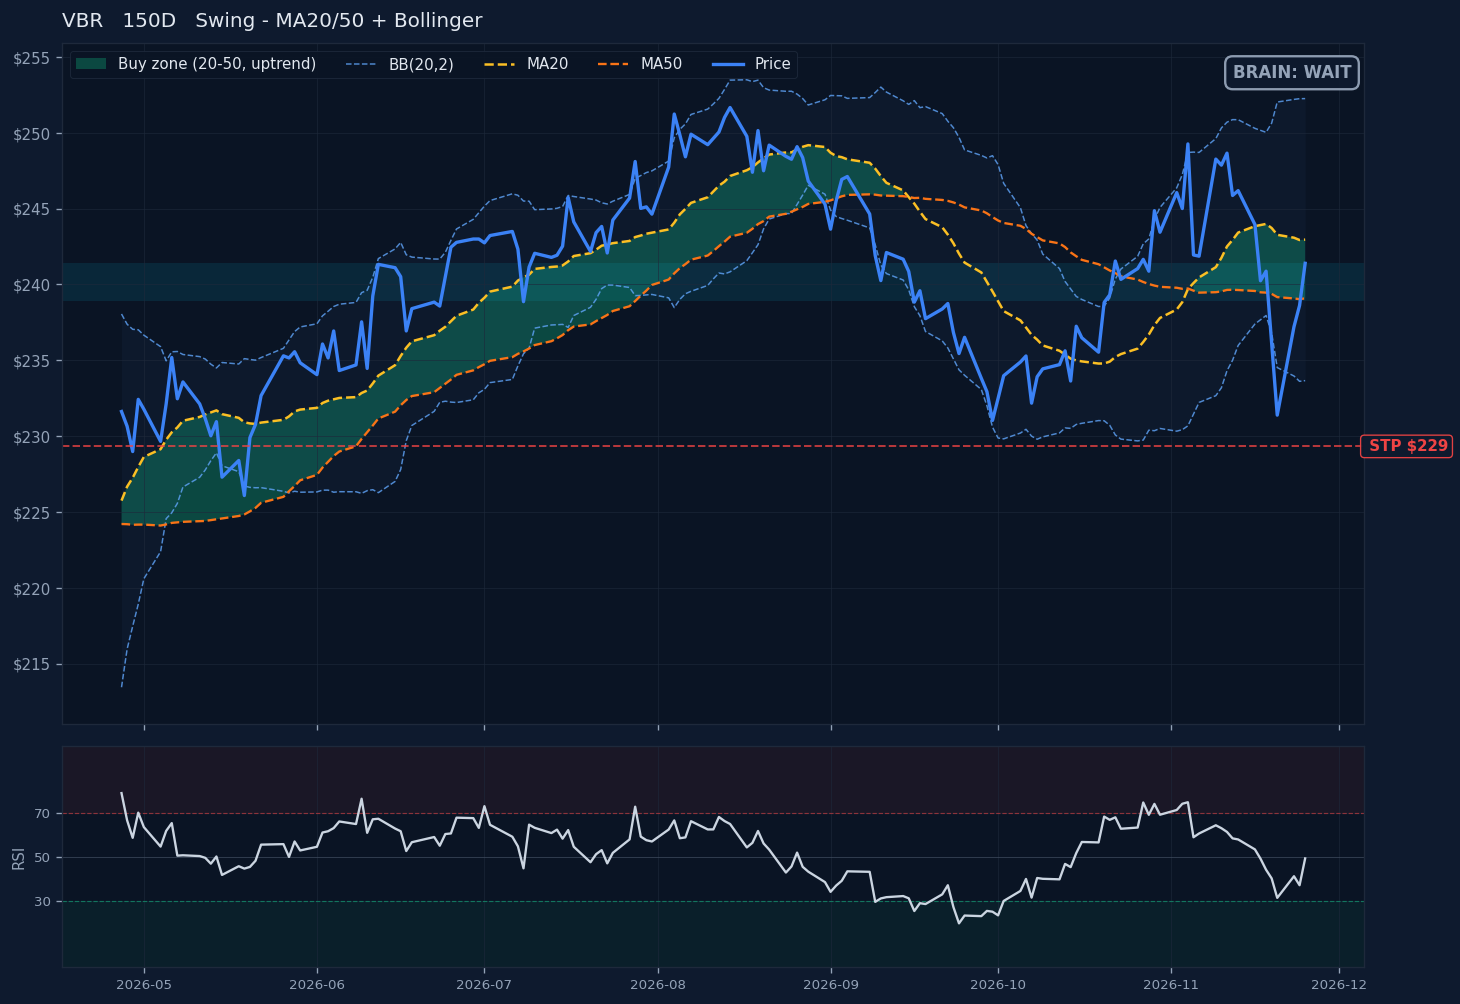 VBR 150D Swing - MA20/50 + Bollinger
Buy zone (20-50, uptrend) BB(20,2) MA20 MA50 Price
BRAIN: WAIT
$255
$250
$245
$240
$235
$230
$225
$220
$215
STP $229
RSI
70
50
30
2026-05 2026-06 2026-07 2026-08 2026-09 2026-10 2026-11 2026-12